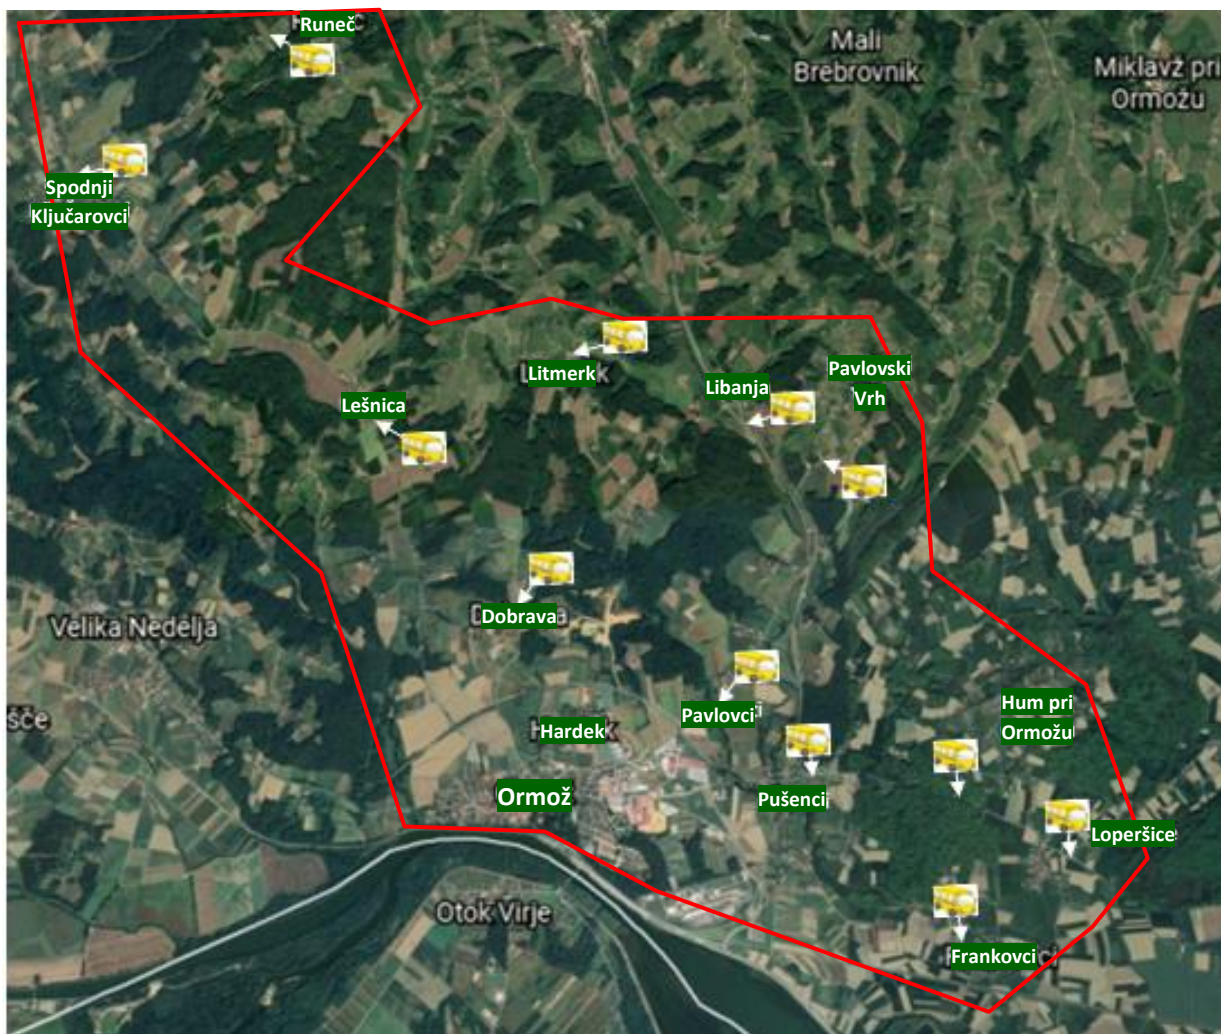 Runeč
Mali
Brebrovnik
Miklavž pri
Ormožu
Spodnji
Ključarovci
Pavlovski
Vrh
Litmerk
Libanja
Lešnica
Dobrava
Velika Nedelja
Hum pri
Ormožu
Pavlovci
Hardek
šče
Ormož
Pušenci
Loperšice
Otok Virje
Frankovci